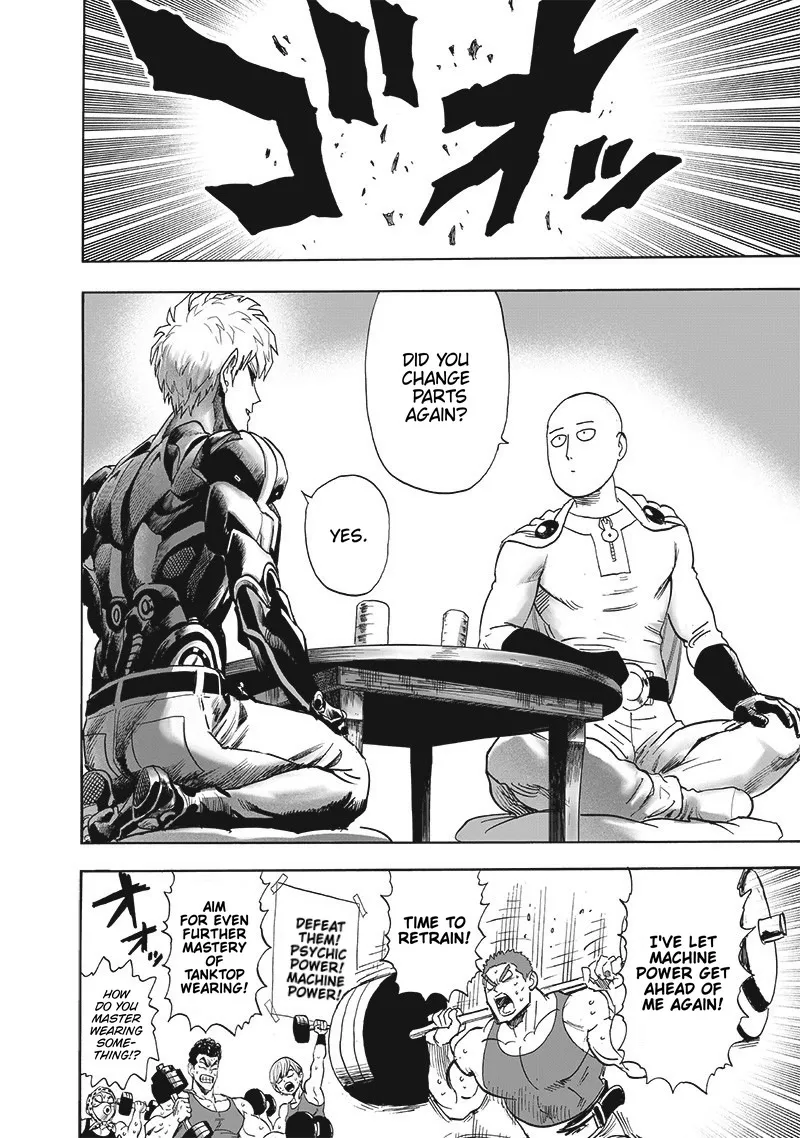 ゴオッ
DID YOU
CHANGE
PARTS
AGAIN?
YES.
I'VE LET
MACHINE
POWER GET
AHEAD OF
ME AGAIN!
TIME TO
RETRAIN!
DEFEAT
THEM!
PSYCHIC
POWER!
MACHINE
POWER!
AIM
FOR EVEN
FURTHER
MASTERY OF
TANKTOP
WEARING!
オオ
HOW
DO YOU
MASTER
WEARING
SOME-
THING!?